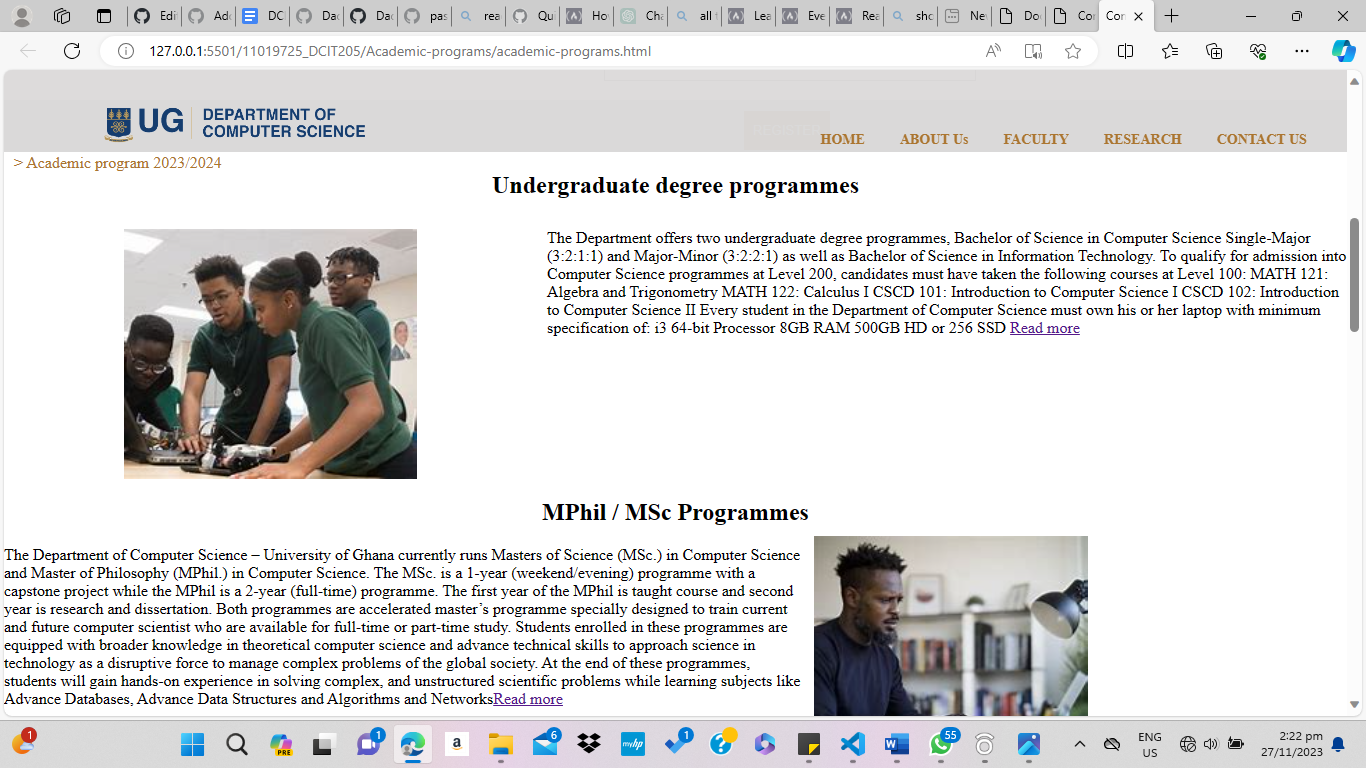 Edi
Add
DC
Dac
Dac
pas
rea
Qui
Ho
Cha
all f
Lea
Eve
Rea
sho
Nev
Do
Cor
Cor
127.0.0.1:5501/11019725_DCIT205/Academic-programs/academic-programs.html
UG DEPARTMENT OF
COMPUTER SCIENCE
HOME ABOUT Us FACULTY RESEARCH CONTACT US
> Academic program 2023/2024
Undergraduate degree programmes
The Department offers two undergraduate degree programmes, Bachelor of Science in Computer Science Single-Major
(3:2:1:1) and Major-Minor (3:2:2:1) as well as Bachelor of Science in Information Technology. To qualify for admission into
Computer Science programmes at Level 200, candidates must have taken the following courses at Level 100: MATH 121:
Algebra and Trigonometry MATH 122: Calculus I CSCD 101: Introduction to Computer Science I CSCD 102: Introduction
to Computer Science II Every student in the Department of Computer Science must own his or her laptop with minimum
specification of: i3 64-bit Processor 8GB RAM 500GB HD or 256 SSD Read more
MPhil / MSc Programmes
The Department of Computer Science – University of Ghana currently runs Masters of Science (MSc.) in Computer Science
and Master of Philosophy (MPhil.) in Computer Science. The MSc. is a 1-year (weekend/evening) programme with a
capstone project while the MPhil is a 2-year (full-time) programme. The first year of the MPhil is taught course and second
year is research and dissertation. Both programmes are accelerated master’s programme specially designed to train current
and future computer scientist who are available for full-time or part-time study. Students enrolled in these programmes are
equipped with broader knowledge in theoretical computer science and advance technical skills to approach science in
technology as a disruptive force to manage complex problems of the global society. At the end of these programmes,
students will gain hands-on experience in solving complex, and unstructured scientific problems while learning subjects like
Advance Databases, Advance Data Structures and Algorithms and NetworksRead more
1
PRE
1
a
6
myhp
1
?
W
55
ENG
US
2:22 pm
27/11/2023